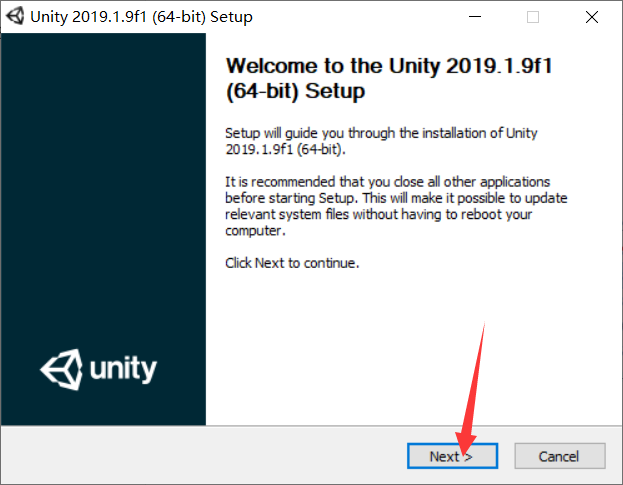 Unity 2019.1.9f1 (64-bit) Setup
Welcome to the Unity 2019.1.9f1
(64-bit) Setup
Setup will guide you through the installation of Unity
2019.1.9f1 (64-bit).
It is recommended that you close all other applications
before starting Setup. This will make it possible to update
relevant system files without having to reboot your
computer.
Click Next to continue.
unity
Next >
Cancel